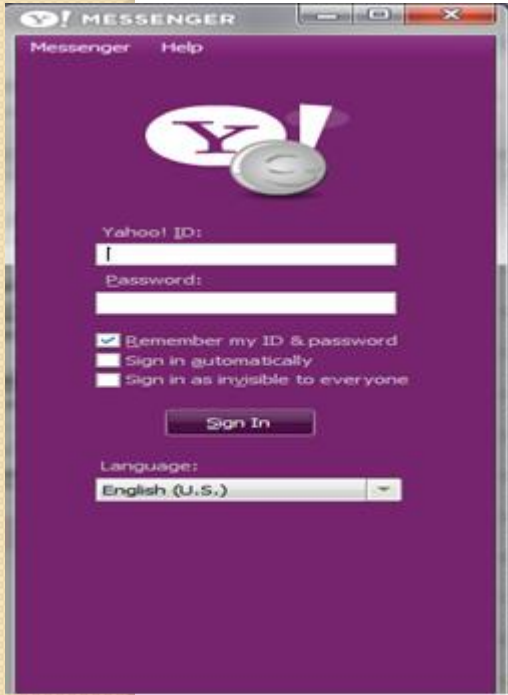 Y! MESSENGER
Messenger Help
Y!
Yahoo! ID:
Password:
Remember my ID & password
Sign in automatically
Sign in as invisible to everyone
Sign In
Language:
English (U.S.)